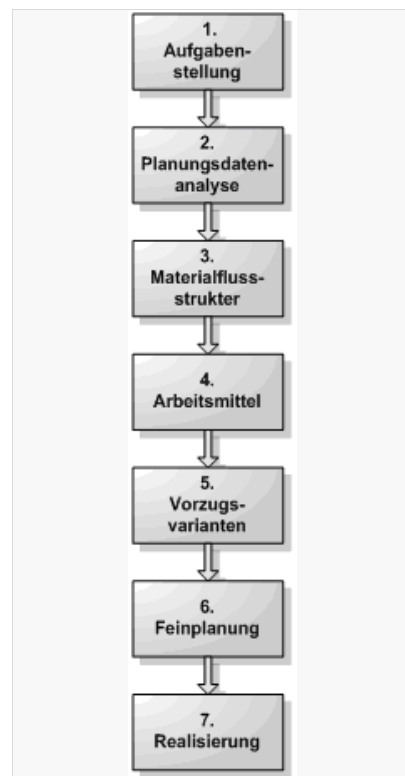 1.
Aufgaben-
stellung
2.
Planungsdaten-
analyse
3.
Materialfluss-
strukter
4.
Arbeitsmittel
5.
Vorzugs-
varianten
6.
Feinplanung
7.
Realisierung